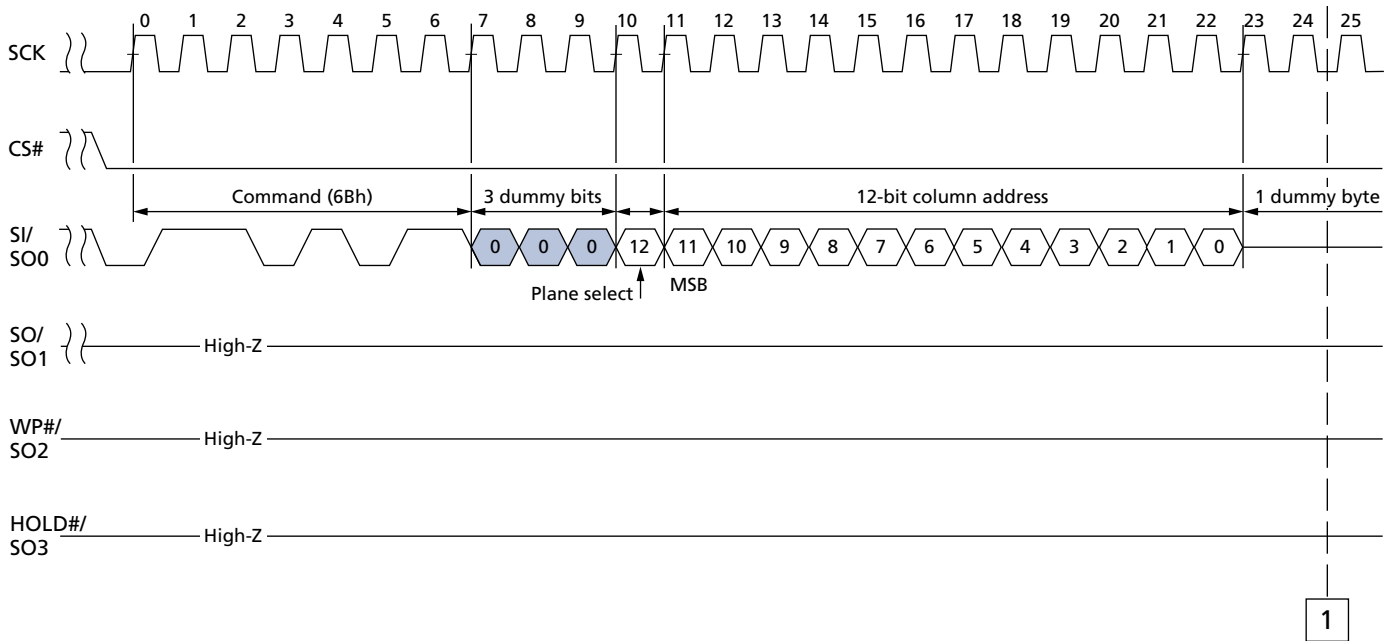 0 1 2 3 4 5 6 7 8 9 10 11 12 13 14 15 16 17 18 19 20 21 22 23 24 25
SCK
CS#
Command (6Bh) 3 dummy bits 12-bit column address 1 dummy byte
SI/
SO0
0 0 0 12 11 10 9 8 7 6 5 4 3 2 1 0
Plane select MSB
SO/
SO1
High-Z
WP#/
SO2
High-Z
HOLD#/
SO3
High-Z
1